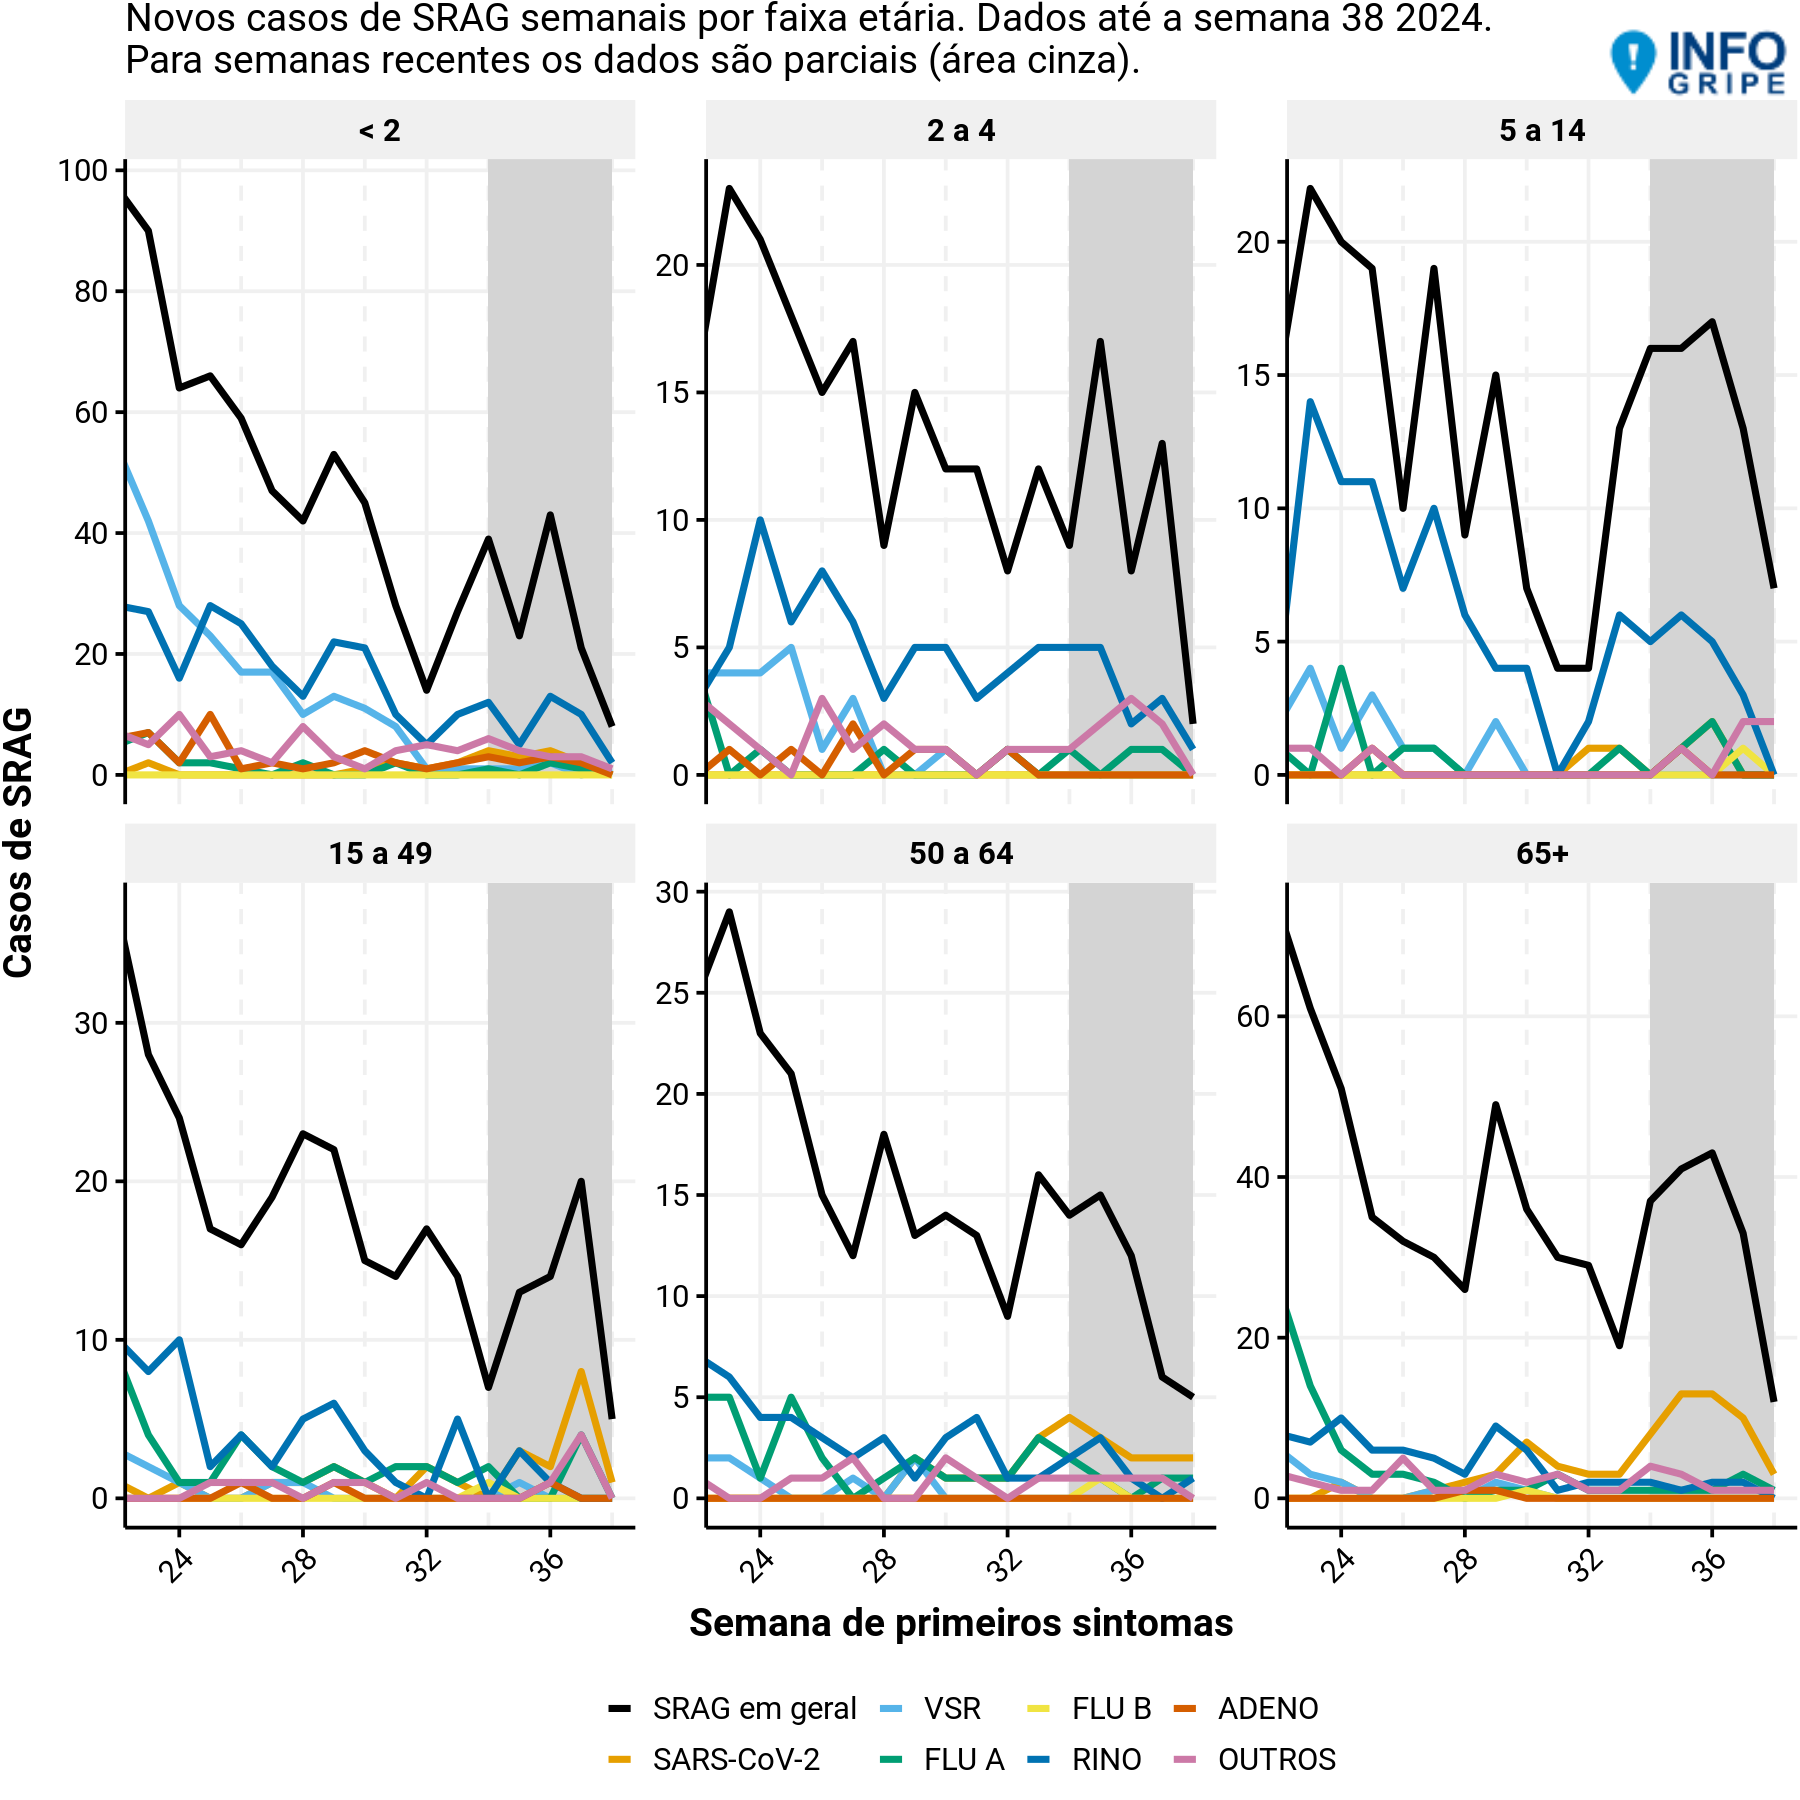 Novos casos de SRAG semanais por faixa etária. Dados até a semana 38 2024.
Para semanas recentes os dados são parciais (área cinza).
INFO
GRIPE
< 2
2 a 4
5 a 14
100
80
60
40
20
0
20
15
10
5
0
20
15
10
5
0
Casos de SRAG
15 a 49
50 a 64
65+
30
20
10
0
30
25
20
15
10
5
0
60
40
20
0
24 28 32 36
24 28 32 36
24 28 32 36
Semana de primeiros sintomas
SRAG em geral VSR FLU B ADENO
SARS-CoV-2 FLU A RINO OUTROS